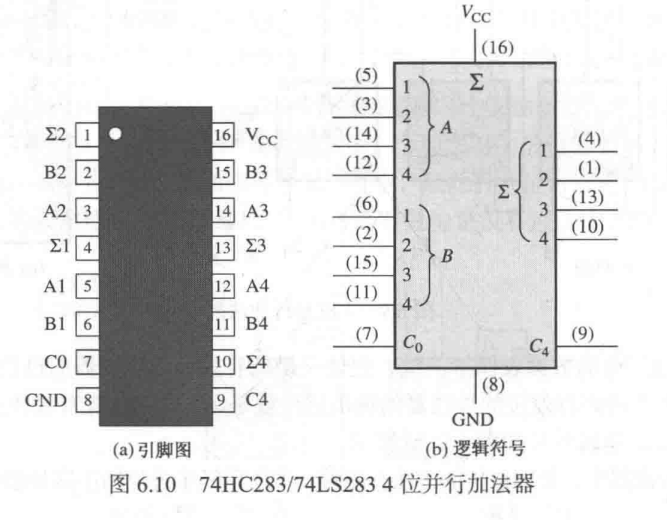 Σ2 1 16 VCC
B2 2 15 B3
A2 3 14 A3
Σ1 4 13 Σ3
A1 5 12 A4
B1 6 11 B4
C0 7 10 Σ4
GND 8 9 C4
(a) 引脚图
VCC
(16)
Σ
(5) 1
(3) 2
(14) 3
(12) 4
A
(6) 1
(2) 2
(15) 3
(11) 4
B
(7) C0
Σ
1 (4)
2 (1)
3 (13)
4 (10)
C4 (9)
(8)
GND
(b) 逻辑符号
图 6.10 74HC283/74LS283 4 位并行加法器